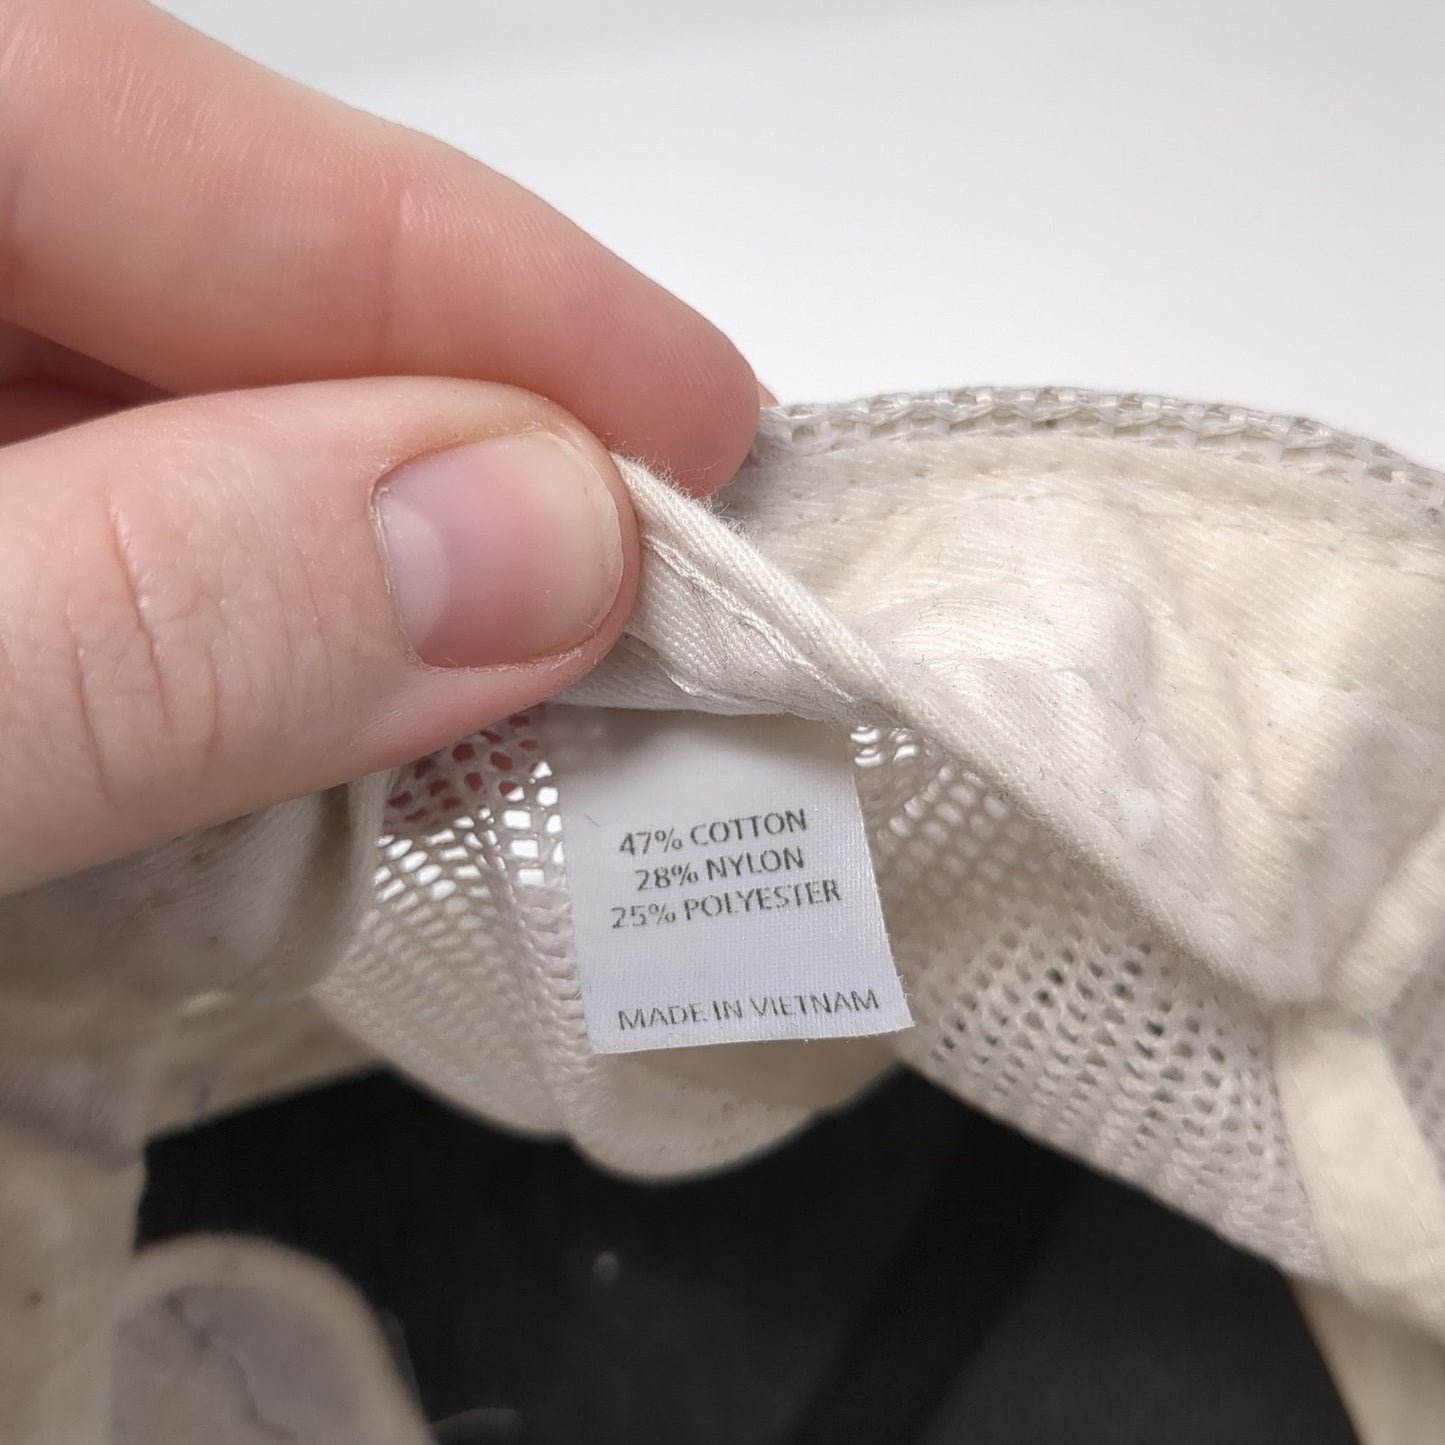 47% COTTON
28% NYLON
25% POLYESTER
MADE IN VIETNAM